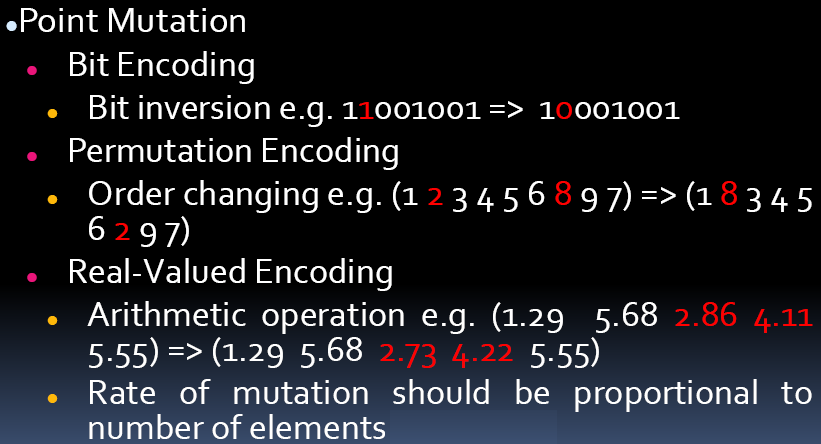 •Point Mutation
• Bit Encoding
• Bit inversion e.g. 11001001 => 10001001
• Permutation Encoding
• Order changing e.g. (1 2 3 4 5 6 8 9 7) => (1 8 3 4 5
6 2 9 7)
• Real-Valued Encoding
• Arithmetic operation e.g. (1.29 5.68 2.86 4.11
5.55) => (1.29 5.68 2.73 4.22 5.55)
• Rate of mutation should be proportional to
number of elements